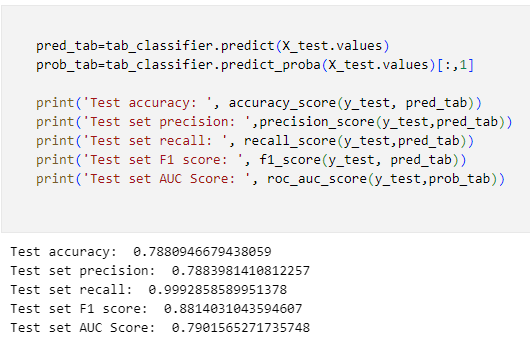 pred_tab=tab_classifier.predict(X_test.values)
prob_tab=tab_classifier.predict_proba(X_test.values)[:,1]
print('Test accuracy: ', accuracy_score(y_test, pred_tab))
print('Test set precision: ',precision_score(y_test,pred_tab))
print('Test set recall: ', recall_score(y_test,pred_tab))
print('Test set F1 score: ', f1_score(y_test, pred_tab))
print('Test set AUC Score: ', roc_auc_score(y_test,prob_tab))
Test accuracy:  0.7880946679438059
Test set precision:  0.7883981410812257
Test set recall:  0.9992858589951378
Test set F1 score:  0.8814031043594607
Test set AUC Score:  0.7901565271735748